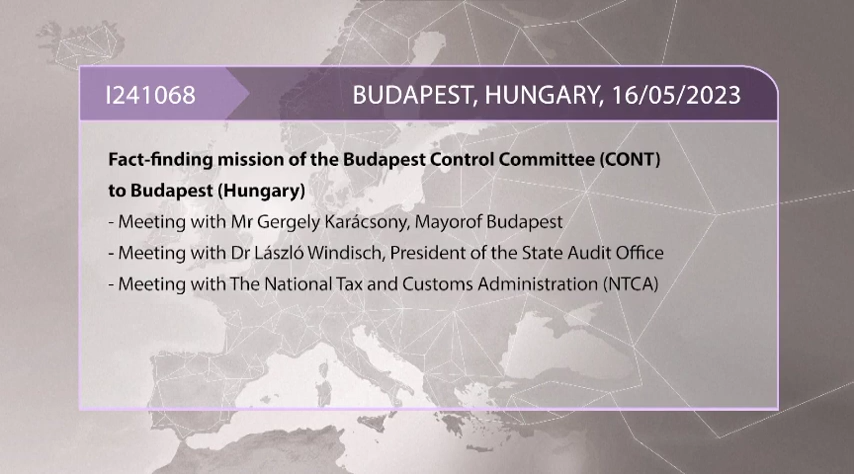 I241068
BUDAPEST, HUNGARY, 16/05/2023
Fact-finding mission of the Budapest Control Committee (CONT)
to Budapest (Hungary)
- Meeting with Mr Gergely Karácsony, Mayorof Budapest
- Meeting with Dr László Windisch, President of the State Audit Office
- Meeting with The National Tax and Customs Administration (NTCA)